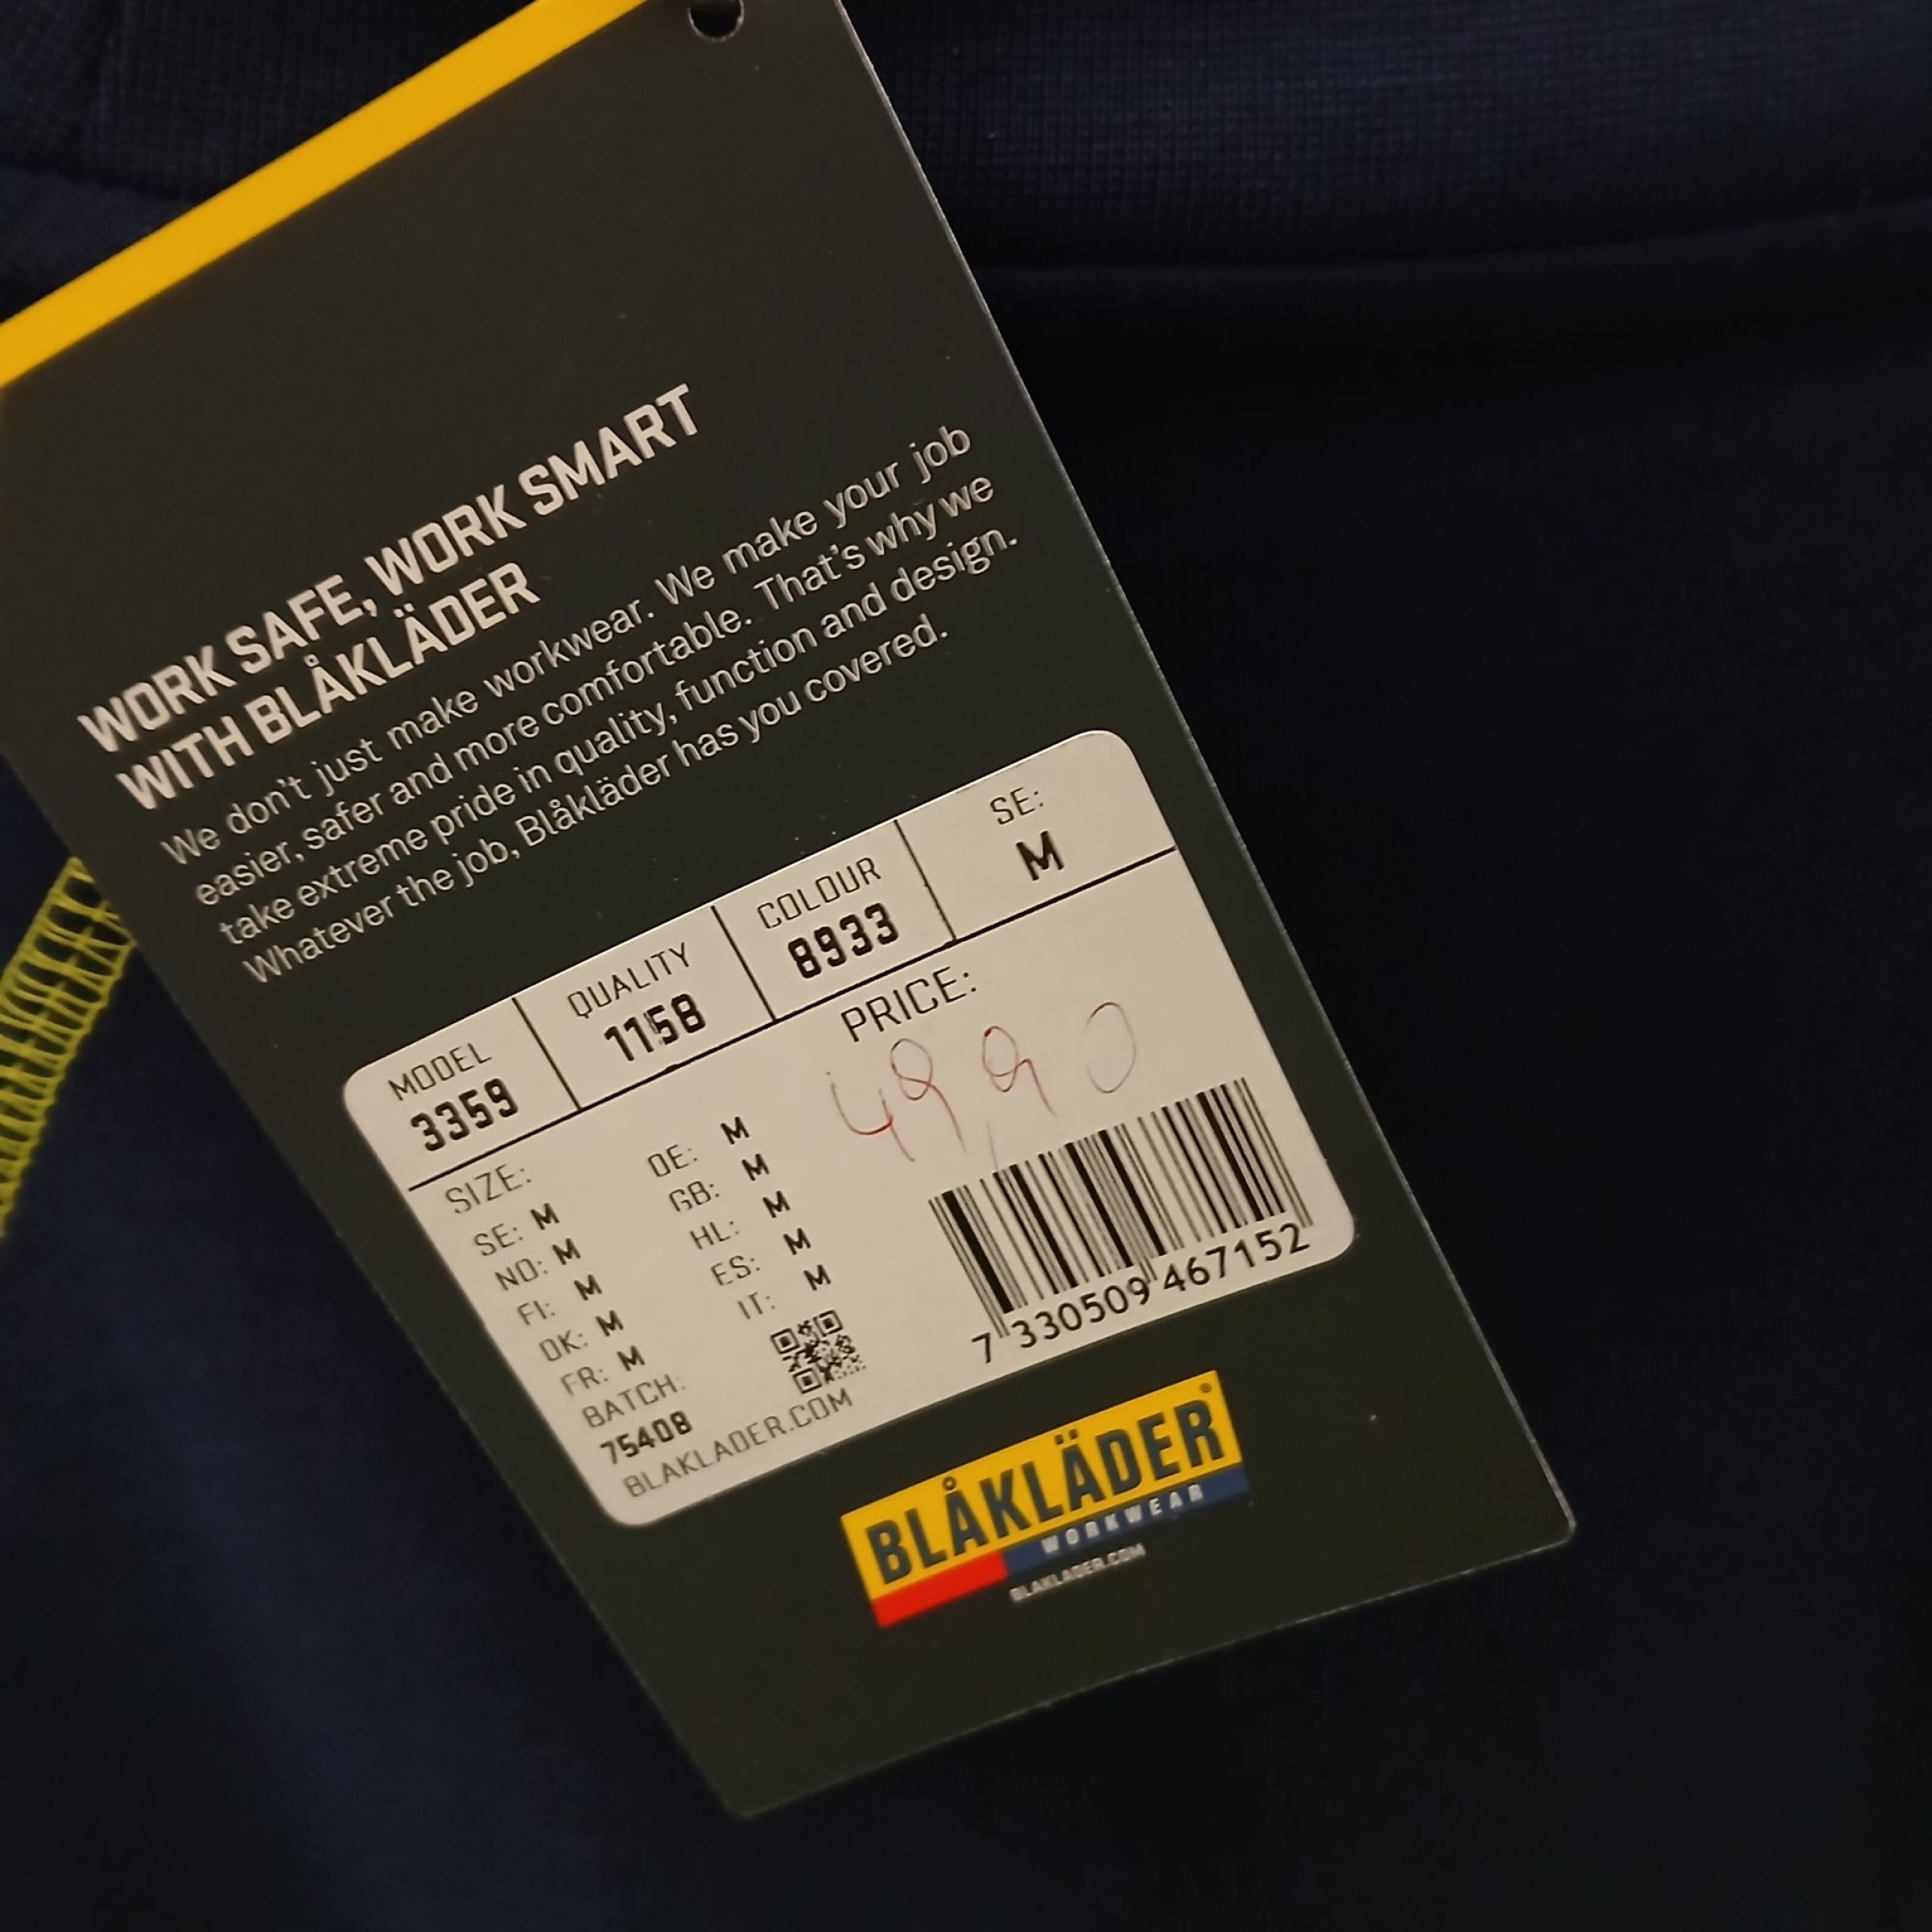 WORK SAFE, WORK SMART
WITH BLÅKLÄDER
We don't just make workwear. We make your job
easier, safer and more comfortable. That's why we
take extreme pride in quality, function and design.
Whatever the job, Blåkläder has you covered.
MODEL
3359
QUALITY
1158
COLOUR
8933
SE:
M
SIZE:
SE: M
NO: M
FI: M
DK: M
FR: M
DE: M
GB: M
HL: M
ES: M
IT: M
BATCH:
75408
BLAKLADER.COM
PRICE:
49,90
7 330509 467152
BLÅKLÄDER®
WORKWEAR
BLAKLADER.COM